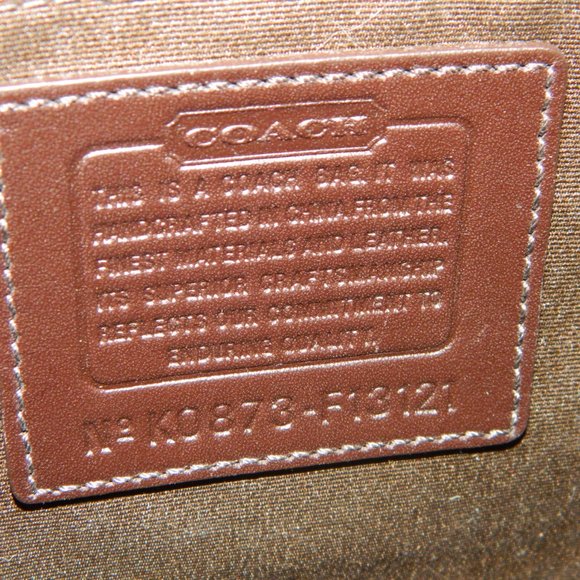 COACH
THIS IS A COACH BAG. IT WAS
HANDCRAFTED IN CHINA FROM THE
FINEST MATERIALS AND LEATHER.
ITS SUPERIOR CRAFTSMANSHIP
REFLECTS OUR COMMITMENT TO
ENDURING QUALITY.
Nº K0873-F13121